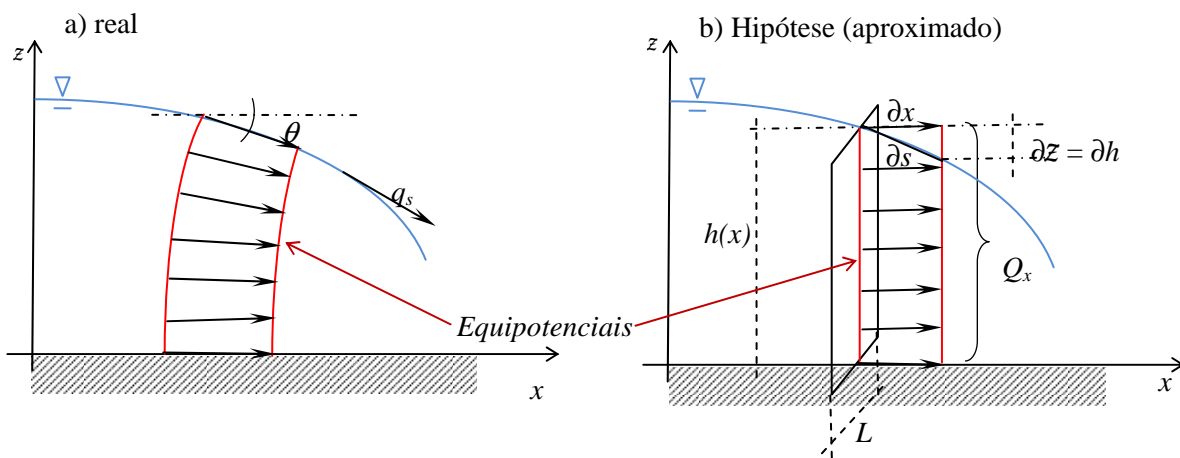 a) real
z
θ
q_s
Equipotenciais
x
b) Hipótese (aproximado)
z
∂x
∂s
∂z = ∂h
h(x)
Q_x
x
L